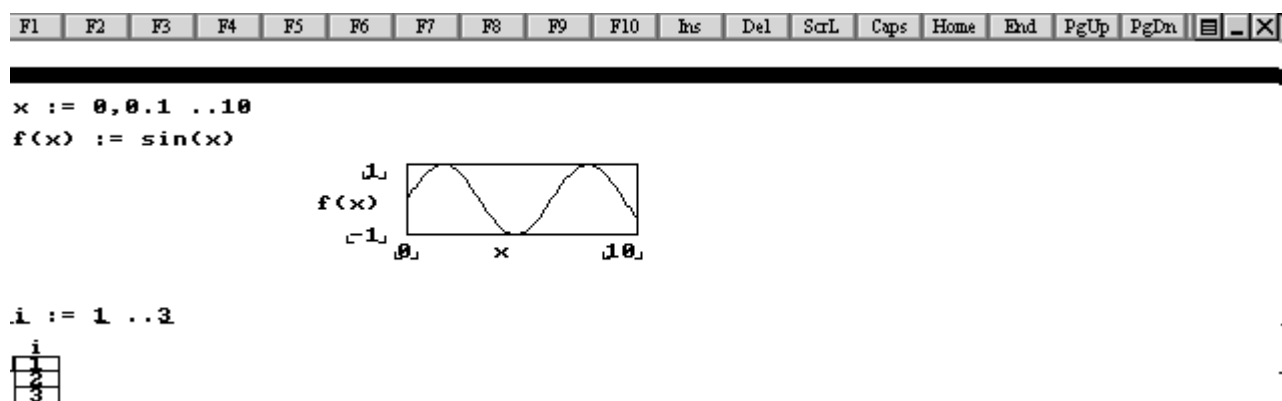 F1 F2 F3 F4 F5 F6 F7 F8 F9 F10 Ins Del ScrL Caps Home End PgUp PgDn
x := 0,0.1 ..10
f(x) := sin(x)
1
f(x)
-1
0 x 10
i := 1 ..3
i
1
2
3